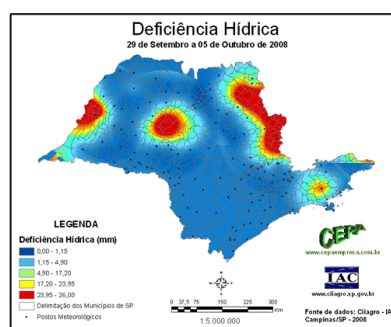 Deficiência Hídrica
29 de Setembro a 05 de Outubro de 2008
LEGENDA
Deficiência Hídrica (mm)
0,00 - 1,15
1,15 - 4,90
4,90 - 17,20
17,20 - 23,95
23,95 - 26,00
Delimitação dos Municípios de SP
Postos Meteorológicos
0 37,5 75 150 225 300
Km
1:5.000.000
CEPA
www.cepaempresa.com.br
IAC
www.ciiagro.sp.gov.br
Fonte de dados: Ciiagro -
Campinas/SP - 2008